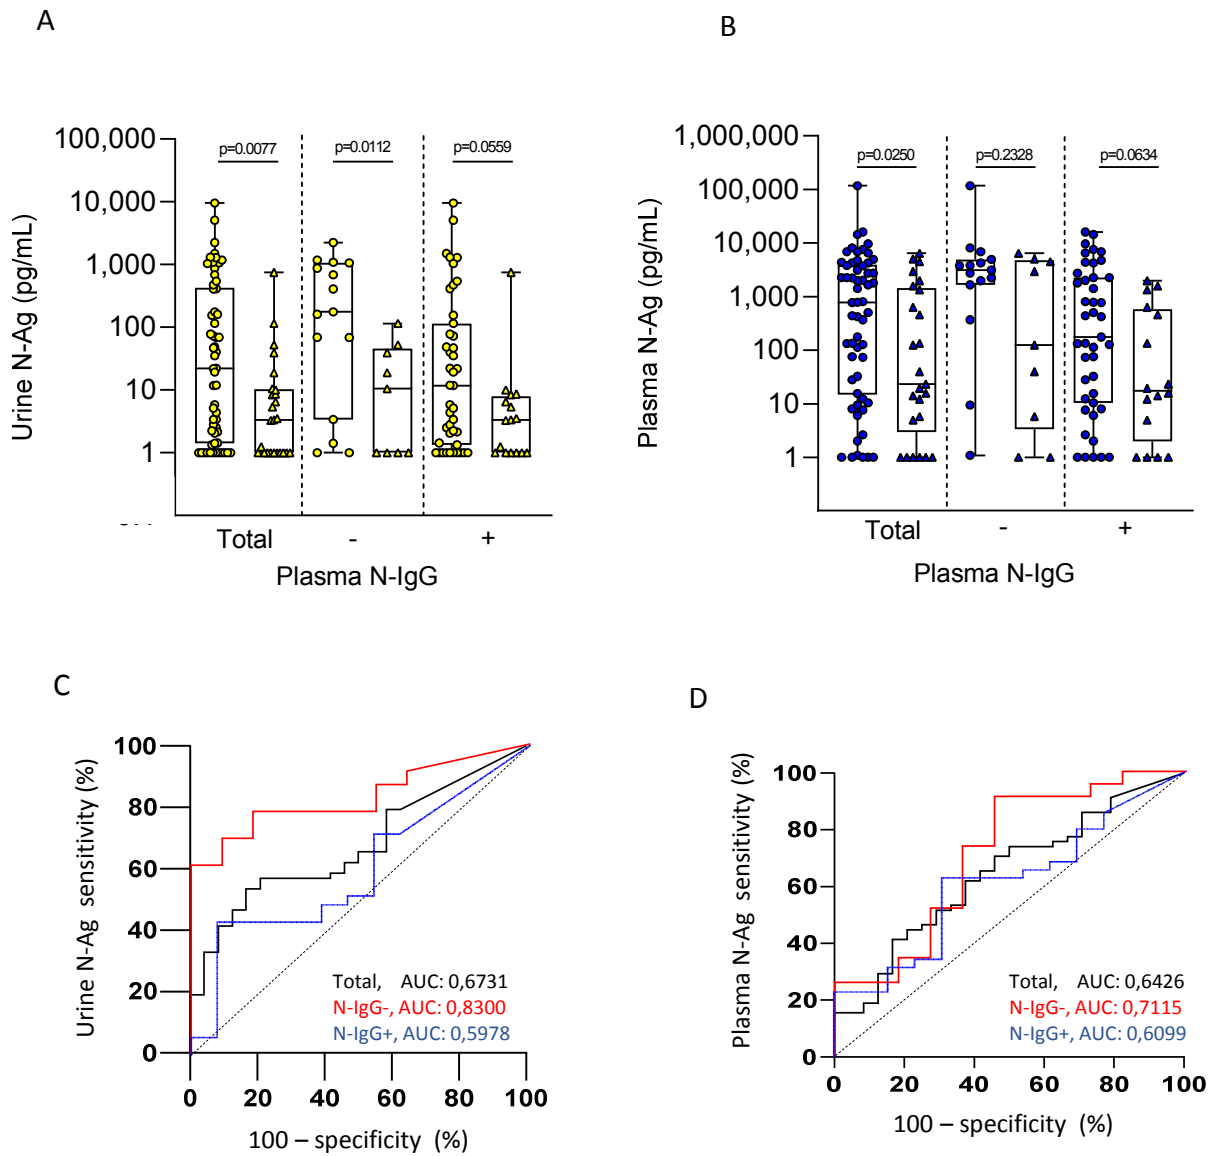 A
B
100,000
10,000
1,000
100
10
1
Urine N-Ag (pg/mL)
p=0.0077
p=0.0112
p=0.0559
Total
-
+
Plasma N-IgG
1,000,000
100,000
10,000
1,000
100
10
1
Plasma N-Ag (pg/mL)
p=0.0250
p=0.2328
p=0.0634
Total
-
+
Plasma N-IgG
C
D
100
80
60
40
20
0
Urine N-Ag sensitivity (%)
Total, AUC: 0,6731
N-IgG-, AUC: 0,8300
N-IgG+, AUC: 0,5978
0 20 40 60 80 100
100 – specificity (%)
100
80
60
40
20
0
Plasma N-Ag sensitivity (%)
Total, AUC: 0,6426
N-IgG-, AUC: 0,7115
N-IgG+, AUC: 0,6099
0 20 40 60 80 100
100 – specificity (%)